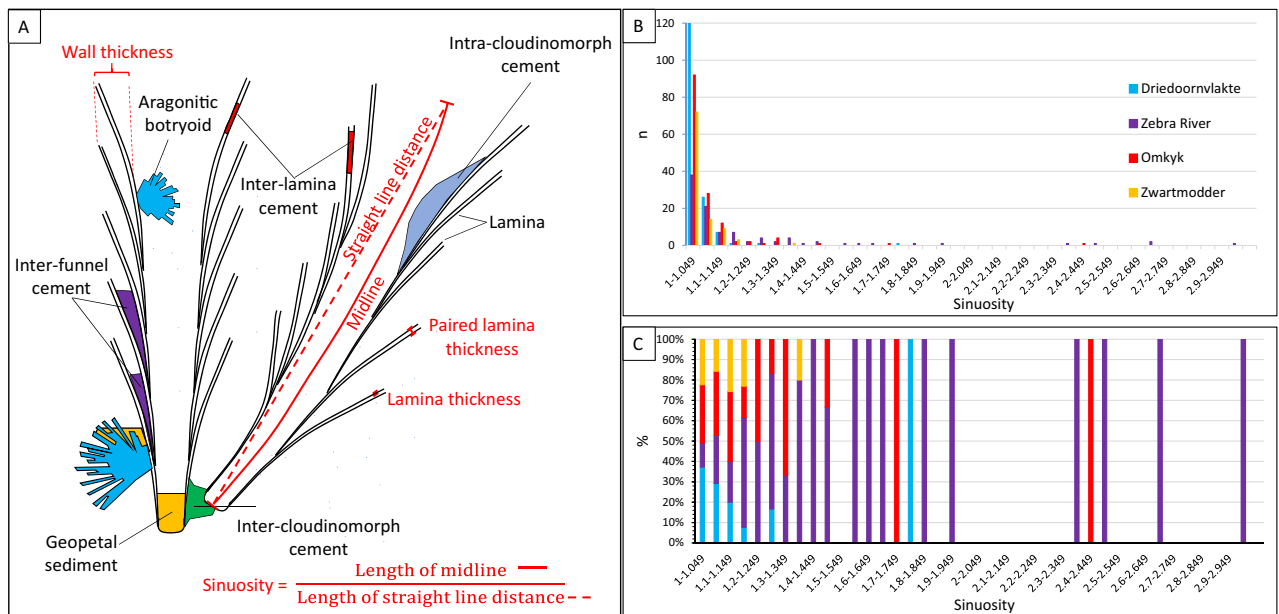 A
Wall thickness
Aragonitic
botryoid
Inter-lamina
cement
Inter-funnel
cement
Geopetal
sediment
Intra-cloudinomorph
cement
Straight line distance
Midline
Lamina
Paired lamina
thickness
Lamina thickness
Inter-cloudinomorph
cement
Sinuosity = Length of midline
Length of straight line distance
B
120
100
80
60
40
20
0
n
Driedoornvlakte
Zebra River
Omkyk
Zwartmodder
1-1.049
1.1-1.149
1.2-1.249
1.3-1.349
1.4-1.449
1.5-1.549
1.6-1.649
1.7-1.749
1.8-1.849
1.9-1.949
2-2.049
2.1-2.149
2.2-2.249
2.3-2.349
2.4-2.449
2.5-2.549
2.6-2.649
2.7-2.749
2.8-2.849
2.9-2.949
Sinuosity
C
100%
90%
80%
70%
60%
50%
40%
30%
20%
10%
0%
%
1-1.049
1.1-1.149
1.2-1.249
1.3-1.349
1.4-1.449
1.5-1.549
1.6-1.649
1.7-1.749
1.8-1.849
1.9-1.949
2-2.049
2.1-2.149
2.2-2.249
2.3-2.349
2.4-2.449
2.5-2.549
2.6-2.649
2.7-2.749
2.8-2.849
2.9-2.949
Sinuosity